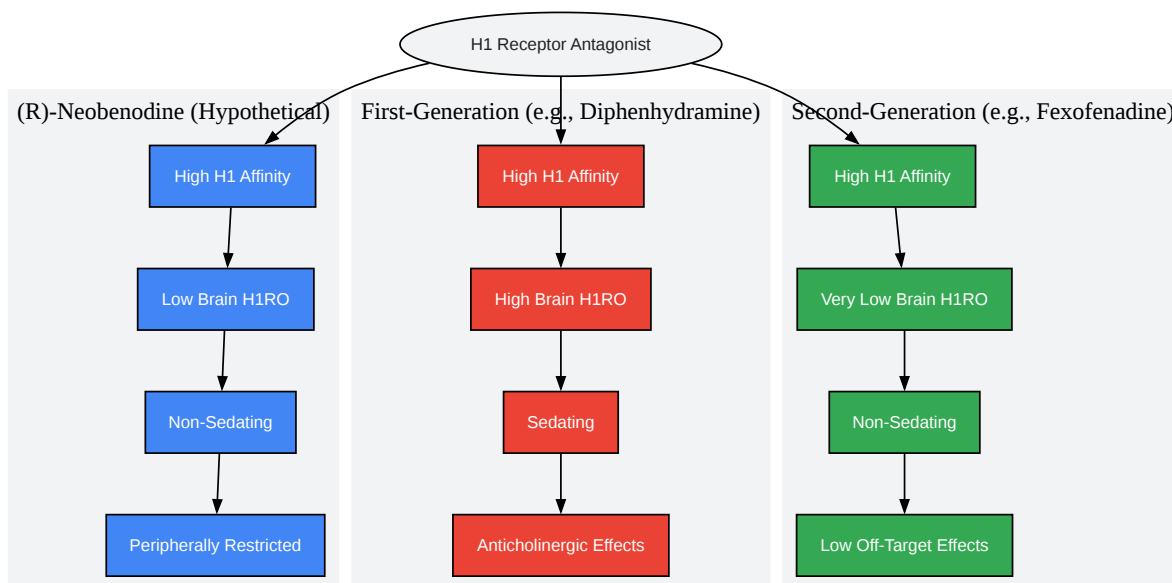 H1 Receptor Antagonist
(R)-Neobenodine (Hypothetical)
High H1 Affinity
Low Brain H1RO
Non-Sedating
Peripherally Restricted
First-Generation (e.g., Diphenhydramine)
High H1 Affinity
High Brain H1RO
Sedating
Anticholinergic Effects
Second-Generation (e.g., Fexofenadine)
High H1 Affinity
Very Low Brain H1RO
Non-Sedating
Low Off-Target Effects